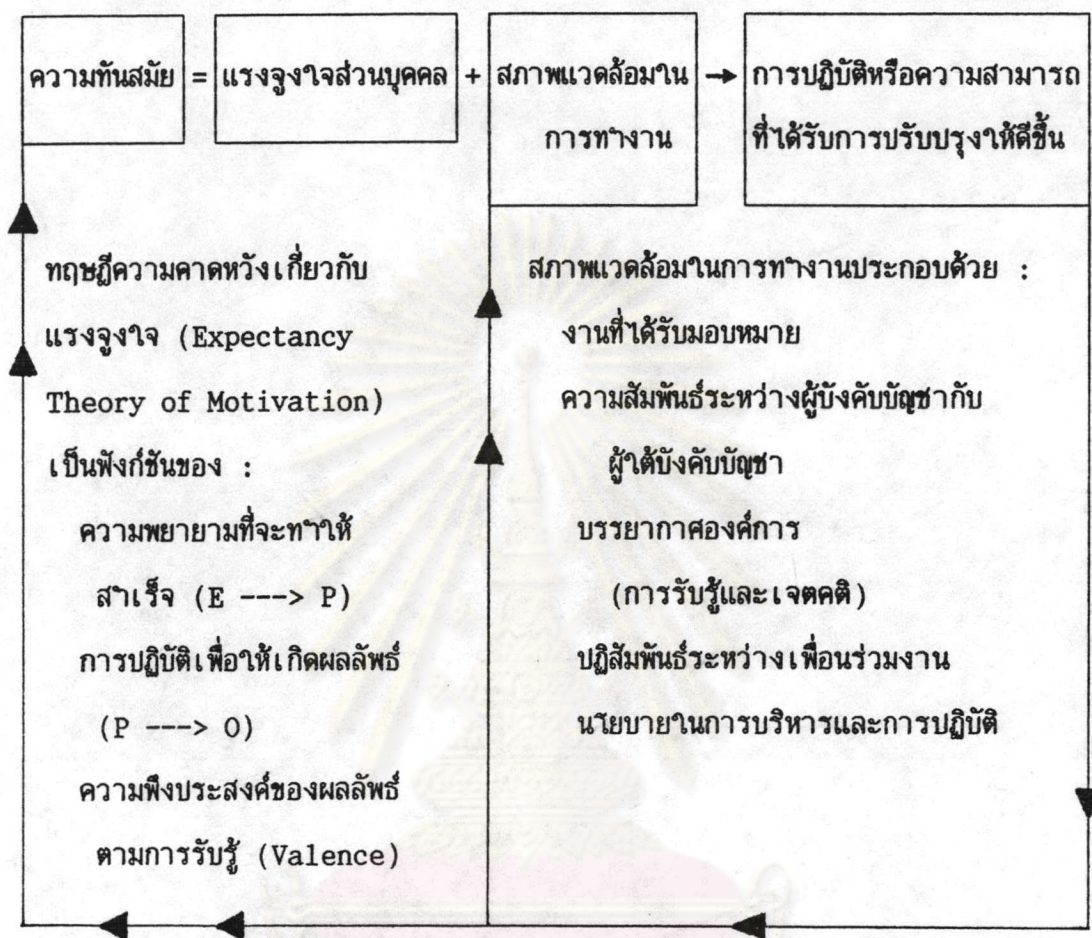 ความทันสมัย = แรงจูงใจส่วนบุคคล + สภาพแวดล้อมใน → การปฏิบัติหรือความสามารถ
การทำงาน ที่ได้รับการปรับปรุงให้ดีขึ้น
ทฤษฎีความคาดหวังเกี่ยวกับ
แรงจูงใจ (Expectancy
Theory of Motivation)
เป็นฟังก์ชันของ :
ความพยายามที่จะทำให้
สำเร็จ (E ---> P)
การปฏิบัติเพื่อให้เกิดผลลัพธ์
(P ---> O)
ความพึงประสงค์ของผลลัพธ์
ตามการรับรู้ (Valence)
สภาพแวดล้อมในการทำงานประกอบด้วย :
งานที่ได้รับมอบหมาย
ความสัมพันธ์ระหว่างผู้บังคับบัญชากับ
ผู้ใต้บังคับบัญชา
บรรยากาศองค์การ
(การรับรู้และเจตคติ)
ปฏิสัมพันธ์ระหว่างเพื่อนร่วมงาน
นโยบายในการบริหารและการปฏิบัติ